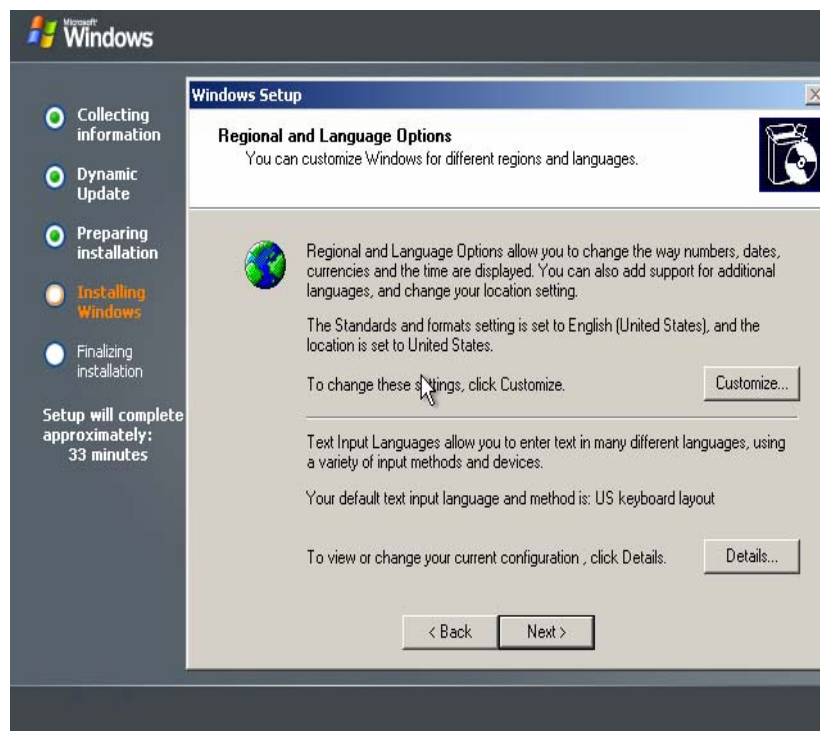 Microsoft
Windows
Collecting
information
Dynamic
Update
Preparing
installation
Installing
Windows
Finalizing
installation
Setup will complete
approximately:
33 minutes
Windows Setup
Regional and Language Options
You can customize Windows for different regions and languages.
Regional and Language Options allow you to change the way numbers, dates,
currencies and the time are displayed. You can also add support for additional
languages, and change your location setting.
The Standards and formats setting is set to English (United States), and the
location is set to United States.
To change these settings, click Customize.
Customize...
Text Input Languages allow you to enter text in many different languages, using
a variety of input methods and devices.
Your default text input language and method is: US keyboard layout
To view or change your current configuration , click Details.
Details...
< Back
Next >